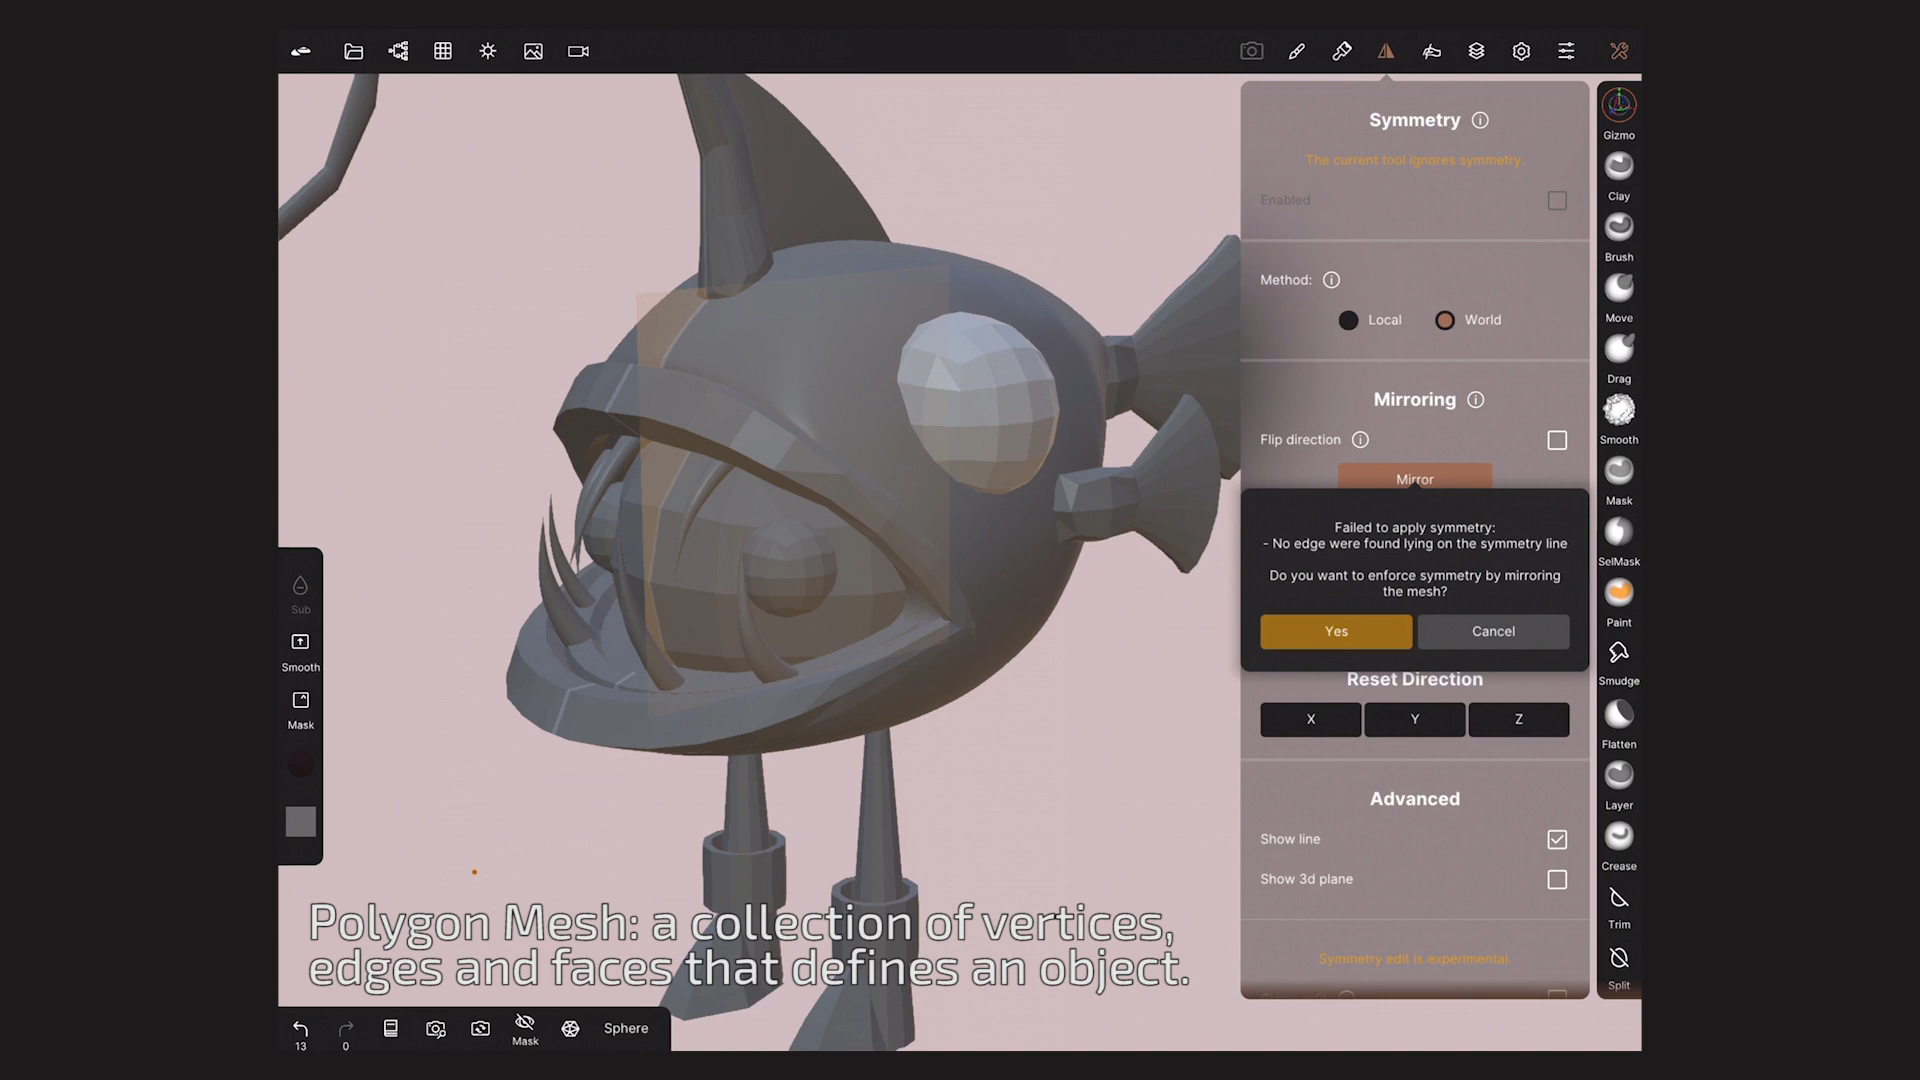 Symmetry
The current tool ignores symmetry.
Enabled
Method:
Local
World
Mirroring
Flip direction
Mirror
Failed to apply symmetry:
- No edge were found lying on the symmetry line
Do you want to enforce symmetry by mirroring
the mesh?
Yes
Cancel
Reset Direction
X
Y
Z
Advanced
Show line
Show 3d plane
Symmetry edit is experimental.
Gizmo
Clay
Brush
Move
Drag
Smooth
Mask
SelMask
Paint
Smudge
Flatten
Layer
Crease
Trim
Split
Sub
Smooth
Mask
Polygon Mesh: a collection of vertices,
edges and faces that defines an object.
13
0
Mask
Sphere